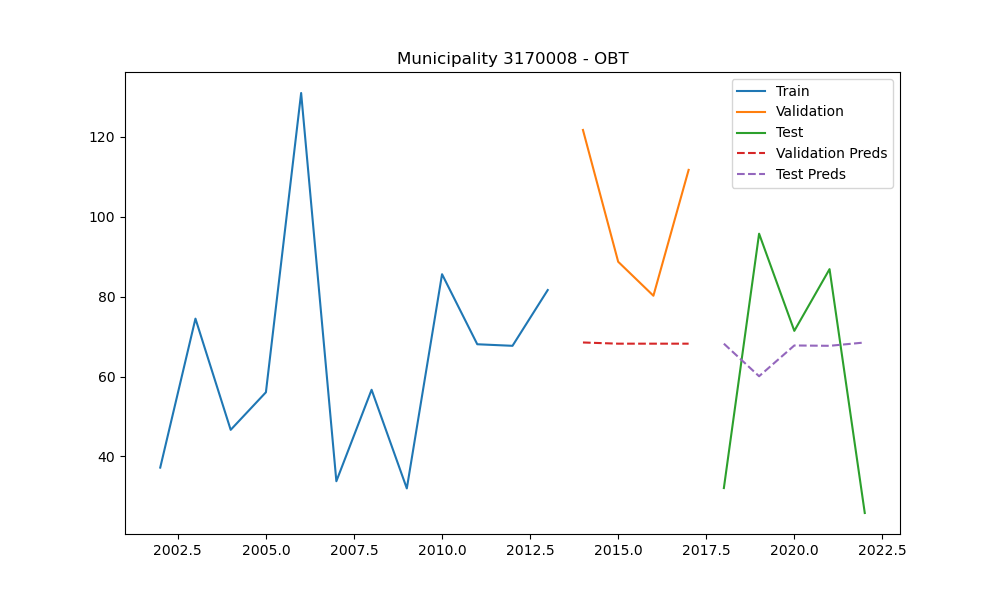 Municipality 3170008 - OBT
Train
Validation
Test
Validation Preds
Test Preds
120
100
80
60
40
2002.5 2005.0 2007.5 2010.0 2012.5 2015.0 2017.5 2020.0 2022.5